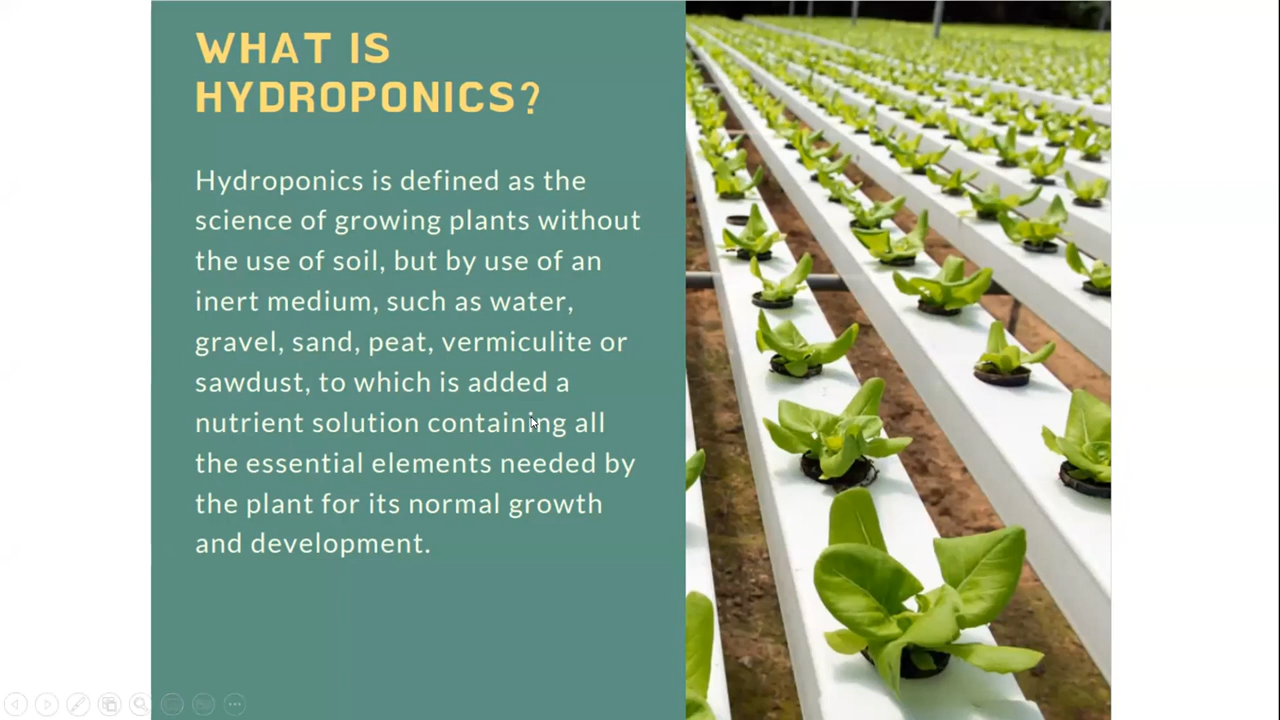 WHAT IS
HYDROPONICS?
Hydroponics is defined as the
science of growing plants without
the use of soil, but by use of an
inert medium, such as water,
gravel, sand, peat, vermiculite or
sawdust, to which is added a
nutrient solution containing all
the essential elements needed by
the plant for its normal growth
and development.